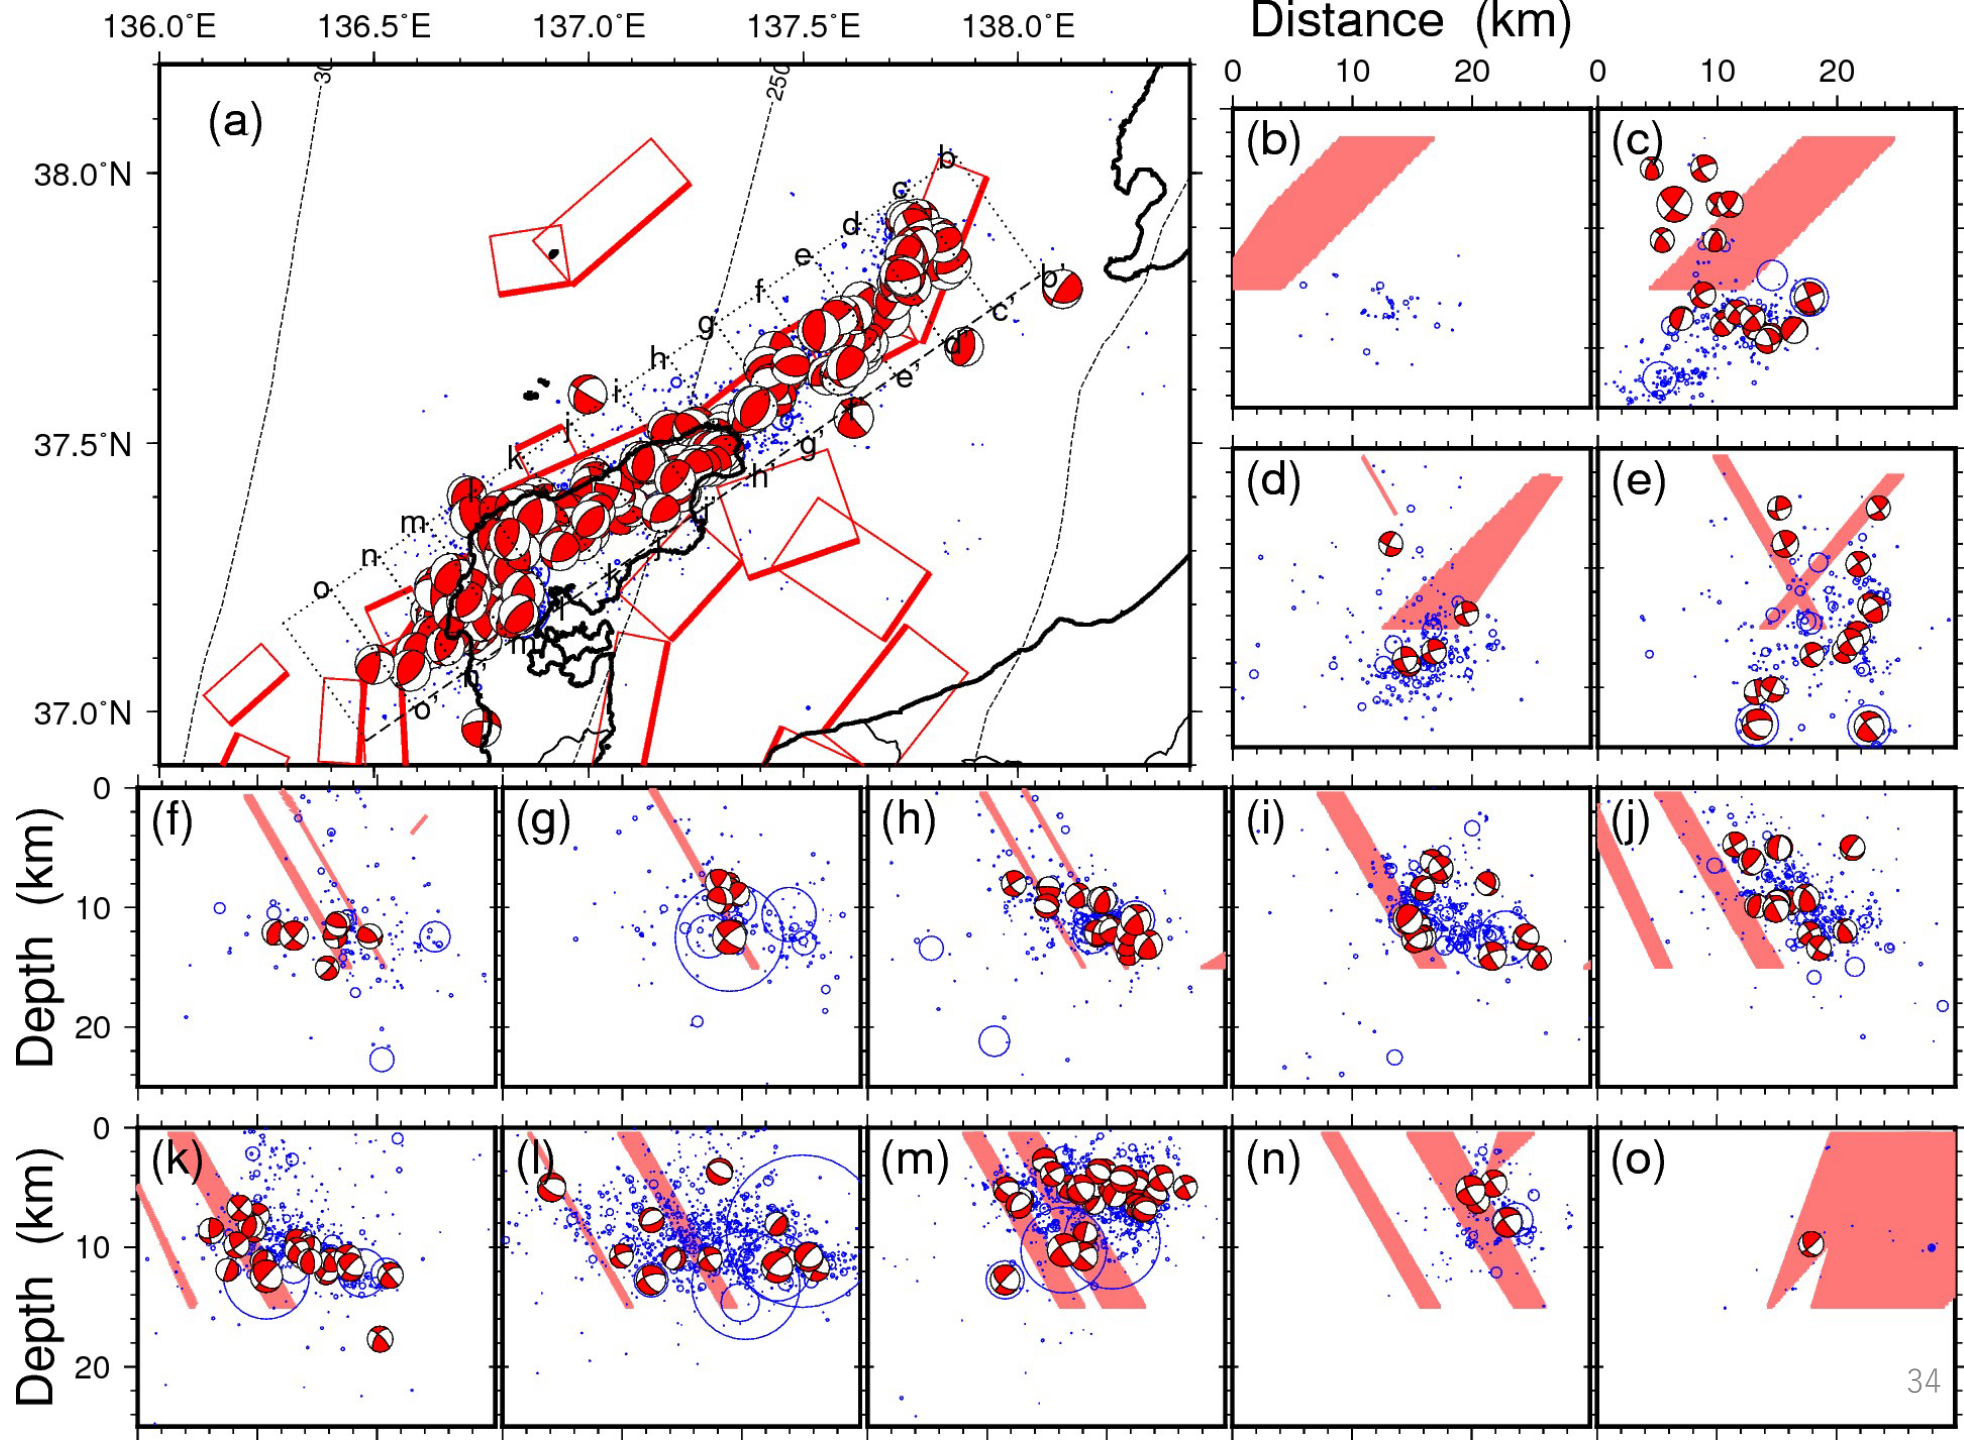 136.0°E 136.5°E 137.0°E 137.5°E 138.0°E
Distance (km)
0 10 20 0 10 20
30
250
(a)
(b)
(c)
38.0°N
b
c
d
e
b'
f
c'
g
d'
h
e'
i
(d)
(e)
j
37.5°N
g'
k
h'
m
n
o
37.0°N
o'
0
Depth (km)
10
20
(f)
(g)
(h)
(i)
(j)
0
Depth (km)
10
20
(k)
(l)
(m)
(n)
(o)
34